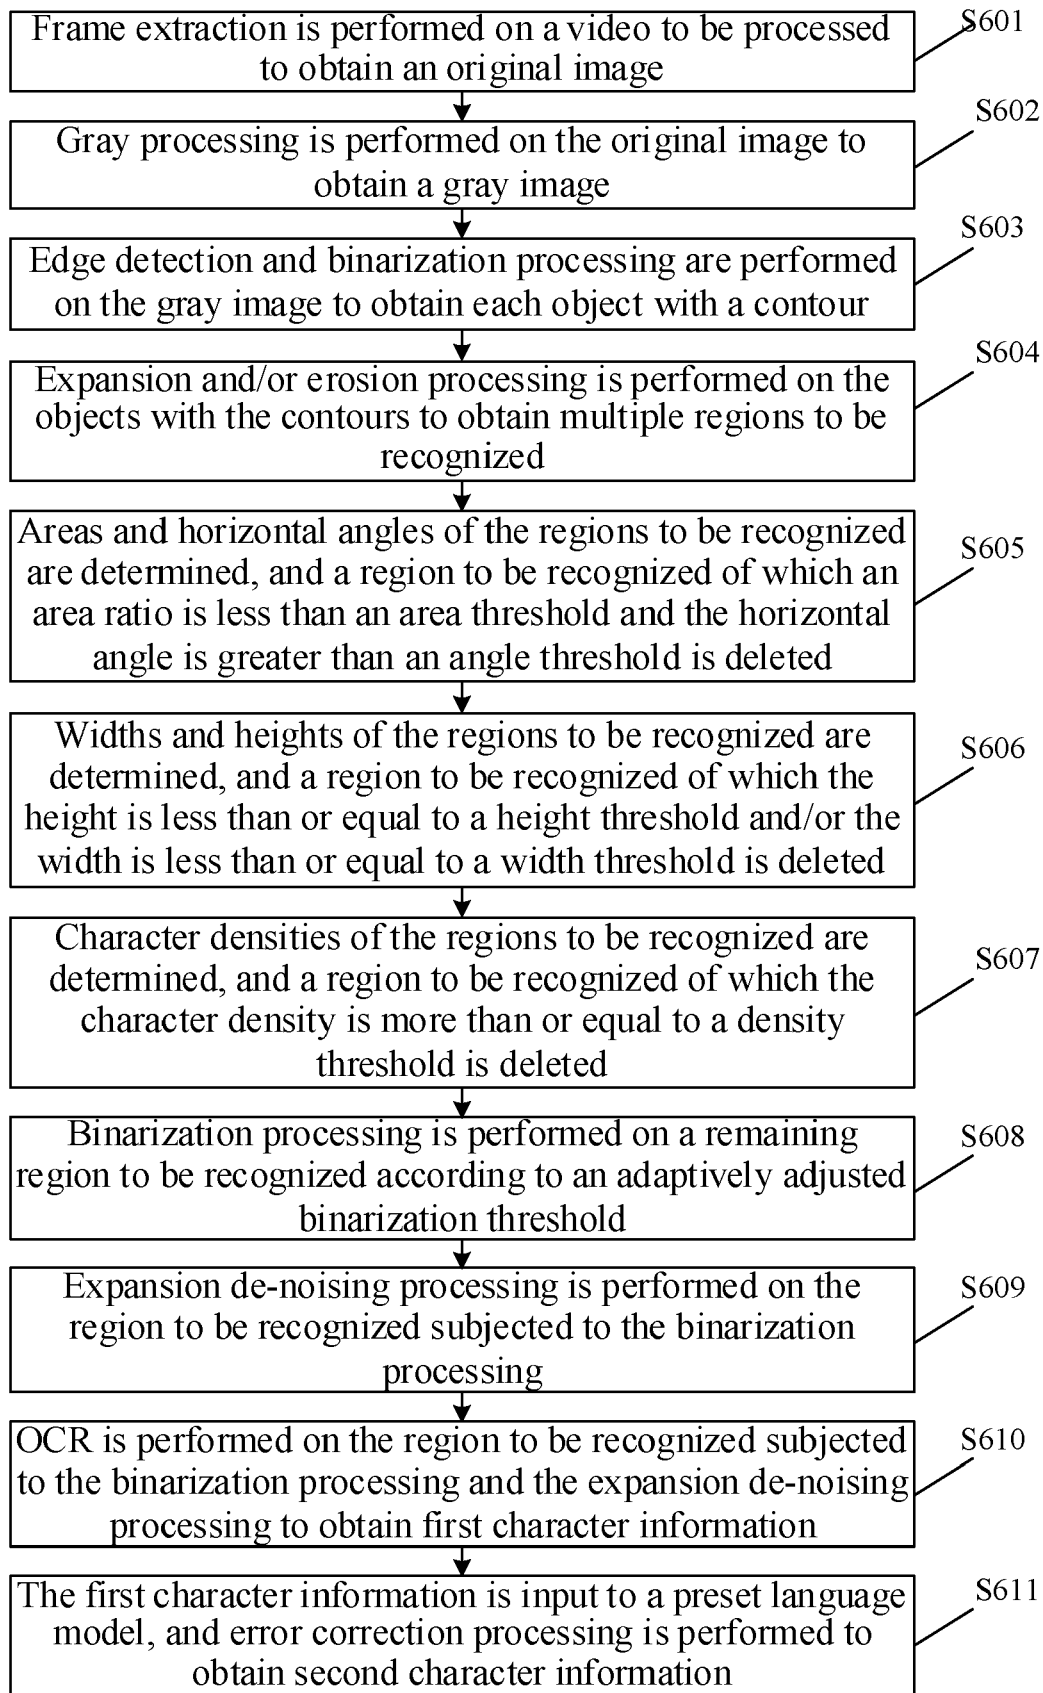 Frame extraction is performed on a video to be processed
to obtain an original image
S601
Gray processing is performed on the original image to
obtain a gray image
S602
Edge detection and binarization processing are performed
on the gray image to obtain each object with a contour
S603
Expansion and/or erosion processing is performed on the
objects with the contours to obtain multiple regions to be
recognized
S604
Areas and horizontal angles of the regions to be recognized
are determined, and a region to be recognized of which an
area ratio is less than an area threshold and the horizontal
angle is greater than an angle threshold is deleted
S605
Widths and heights of the regions to be recognized are
determined, and a region to be recognized of which the
height is less than or equal to a height threshold and/or the
width is less than or equal to a width threshold is deleted
S606
Character densities of the regions to be recognized are
determined, and a region to be recognized of which the
character density is more than or equal to a density
threshold is deleted
S607
Binarization processing is performed on a remaining
region to be recognized according to an adaptively adjusted
binarization threshold
S608
Expansion de-noising processing is performed on the
region to be recognized subjected to the binarization
processing
S609
OCR is performed on the region to be recognized subjected
to the binarization processing and the expansion de-noising
processing to obtain first character information
S610
The first character information is input to a preset language
model, and error correction processing is performed to
obtain second character information
S611